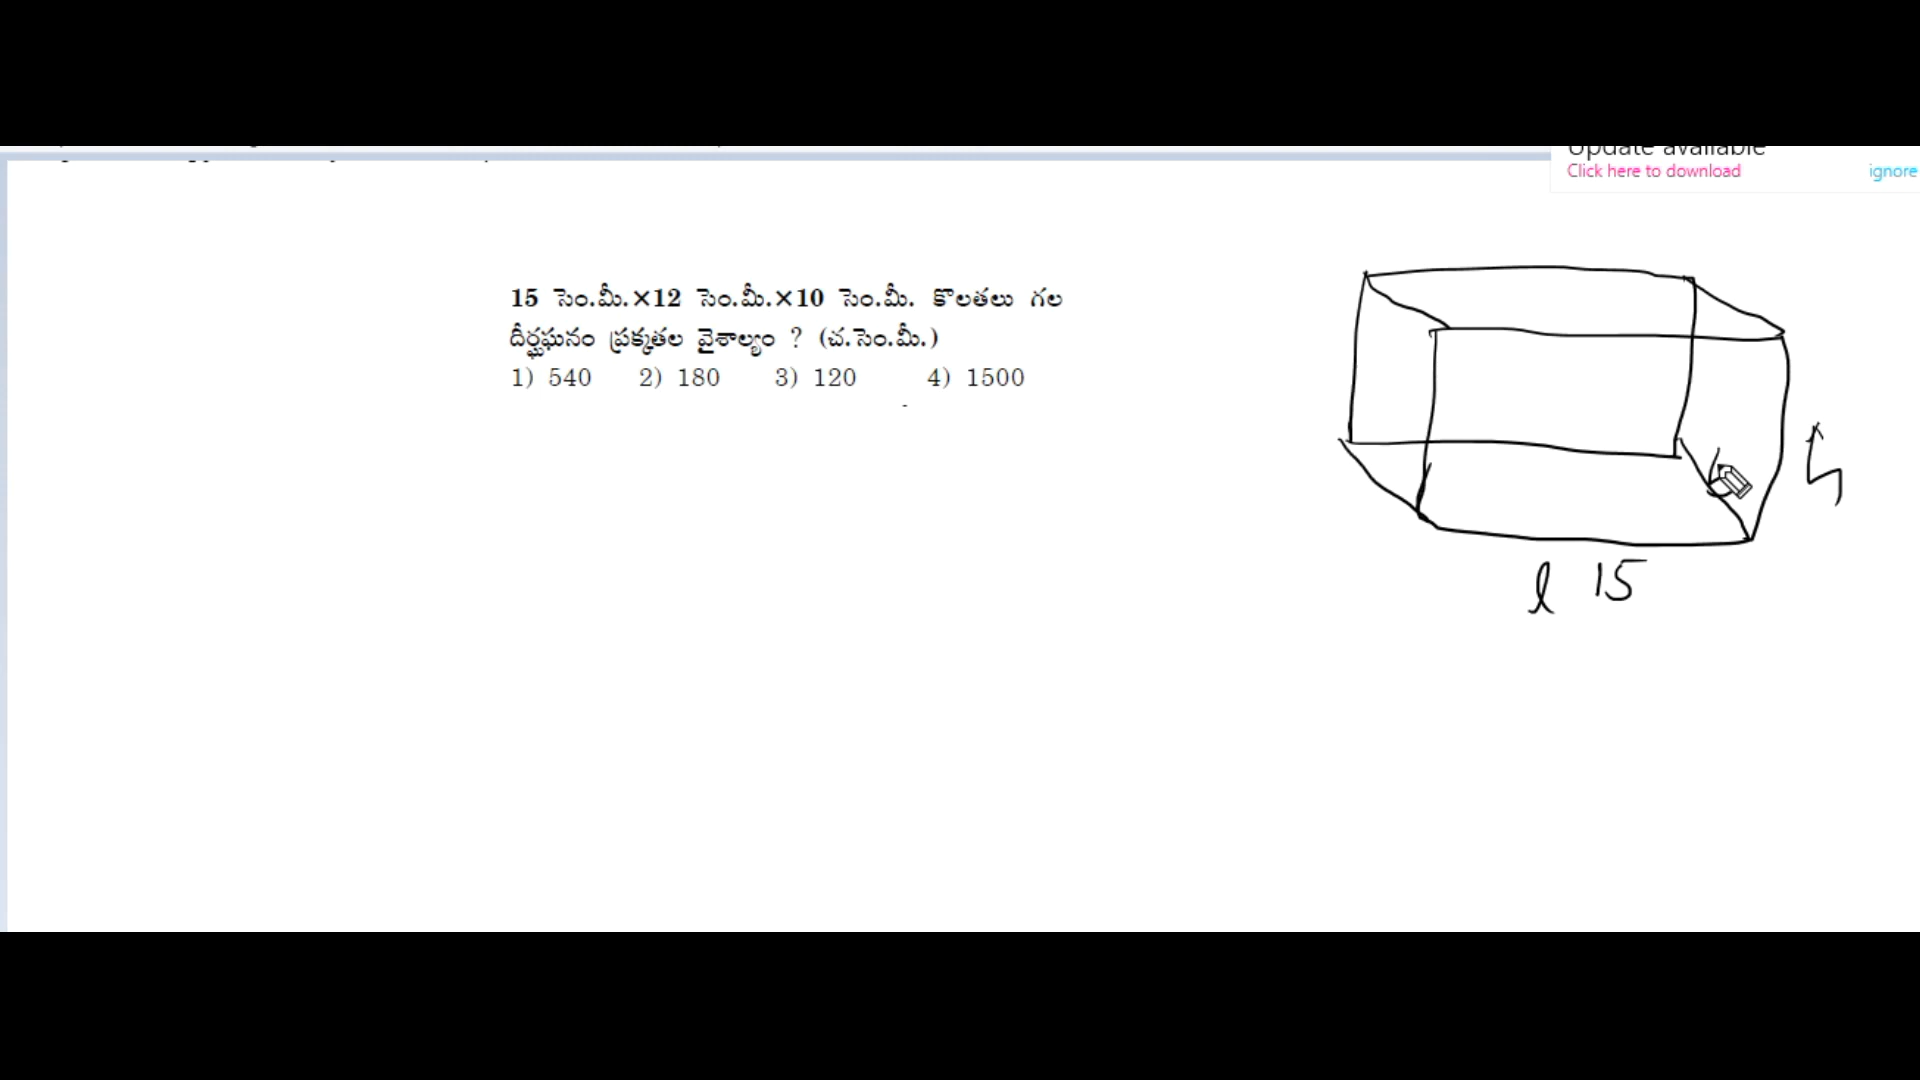 Update available
Click here to download
ignore
15 సెం.మీ.×12 సెం.మీ.×10 సెం.మీ. కొలతలు గల
దీర్ఘఘనం ప్రక్కతల వైశాల్యం ? (చ.సెం.మీ.)
1) 540 2) 180 3) 120 4) 1500
h
l 15